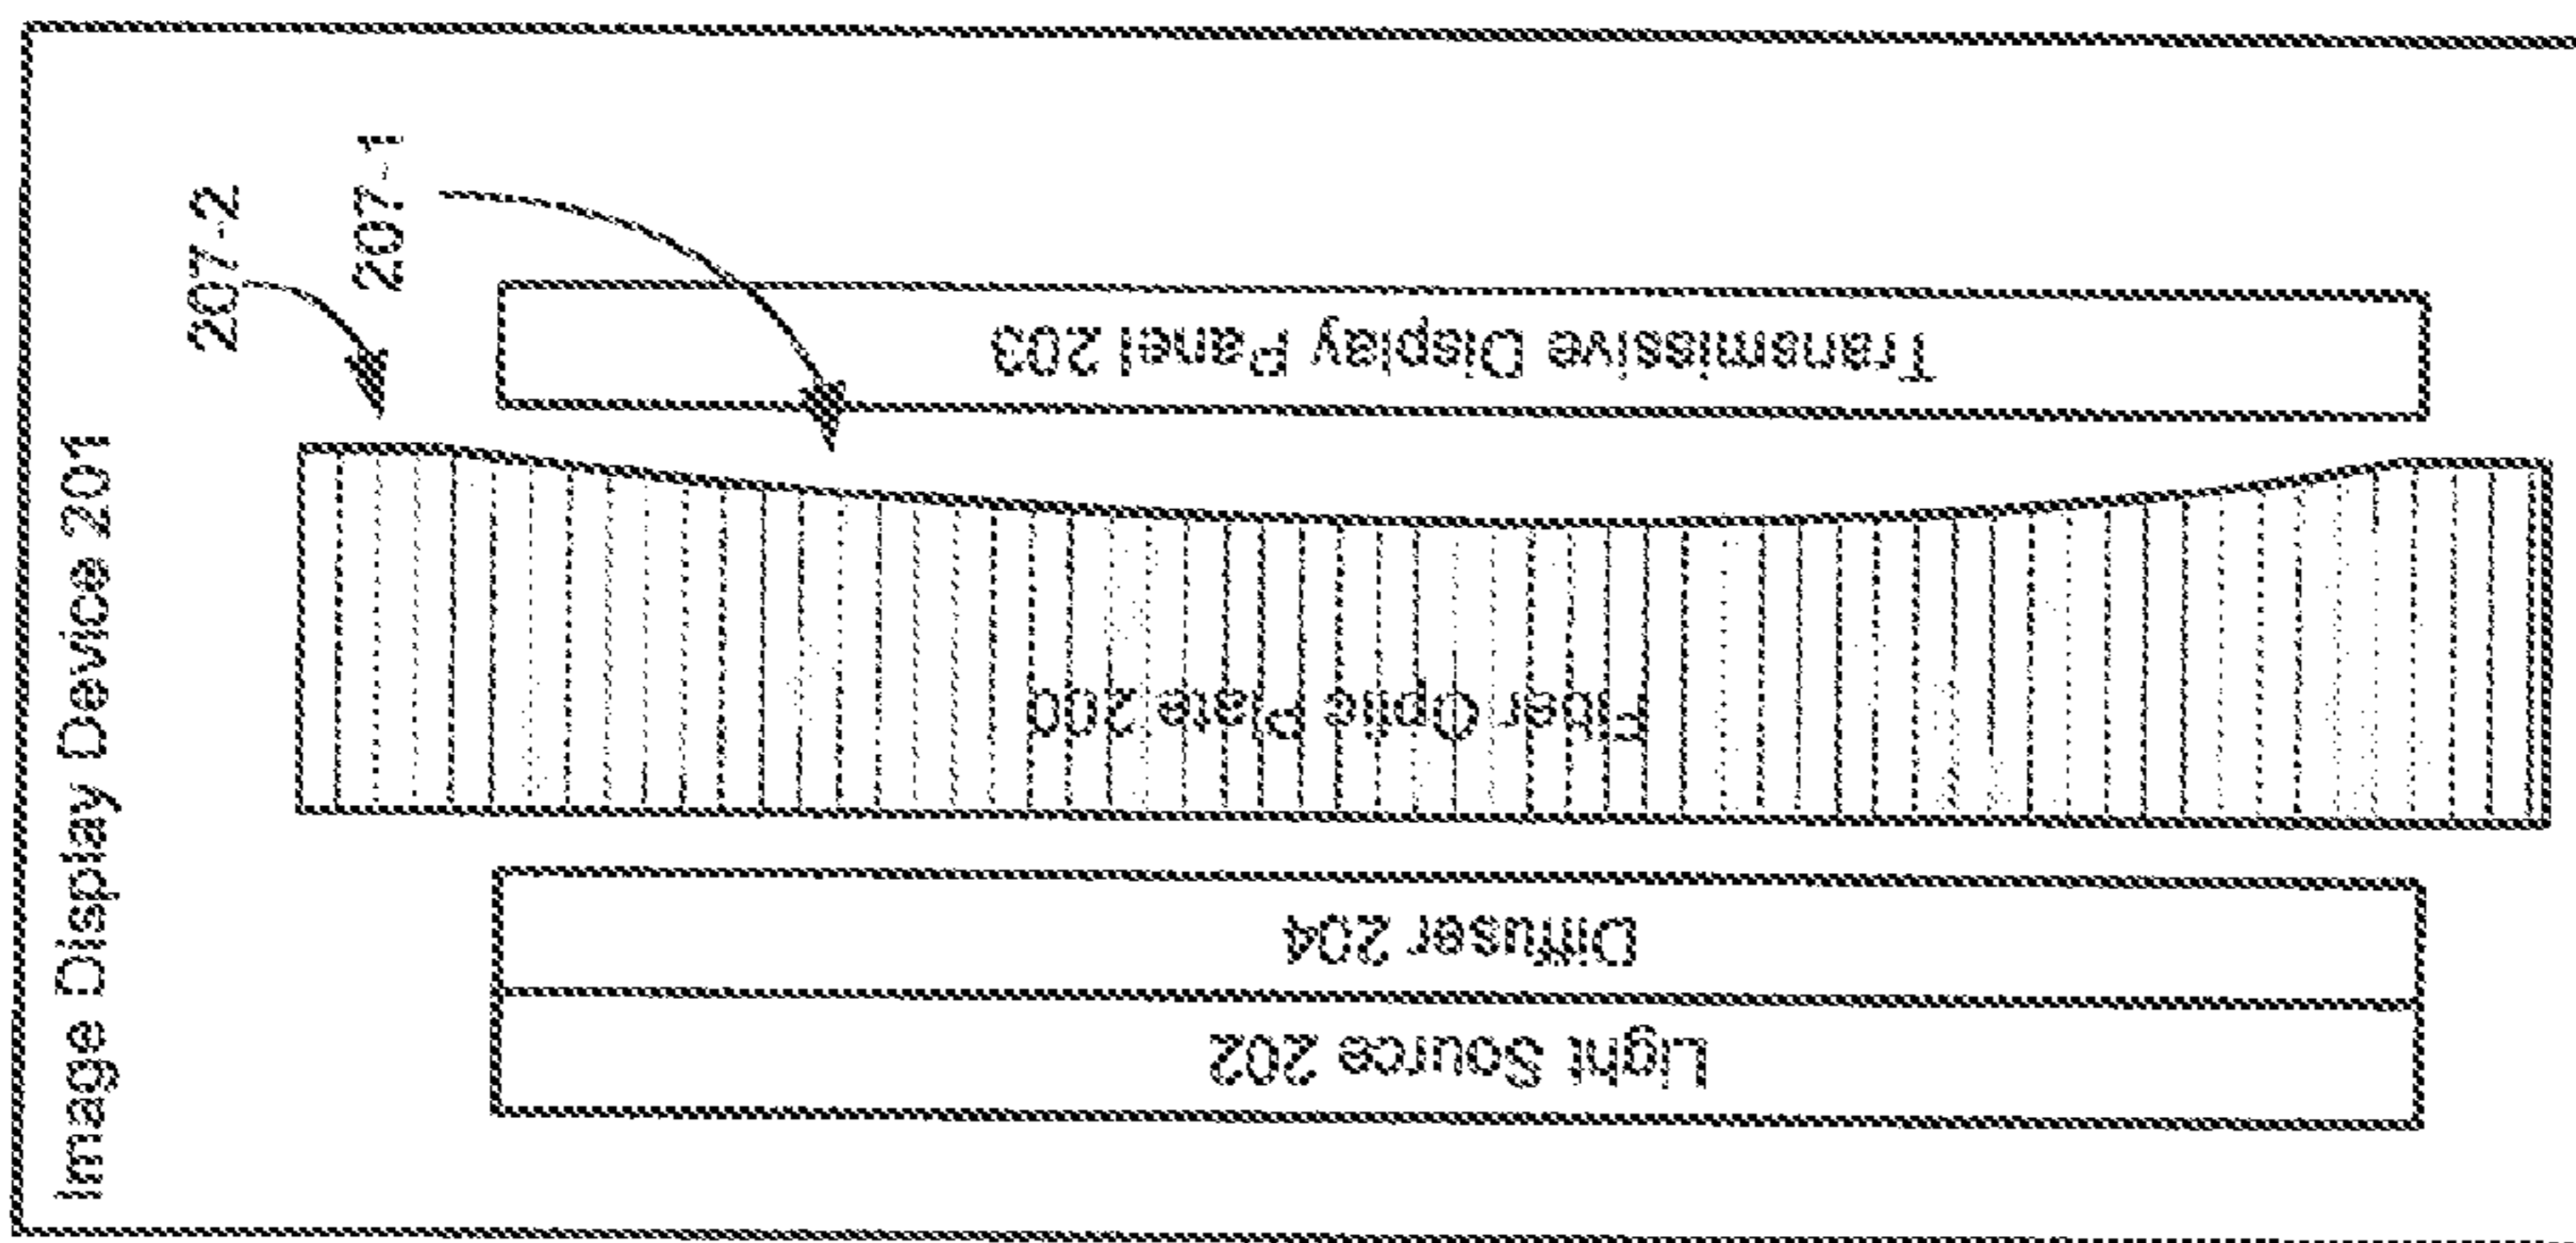 Image Display Device 201
207-2
207-1
Transmissive Display Panel 203
Fiber Optic Plate 200
Diffuser 204
Light Source 202